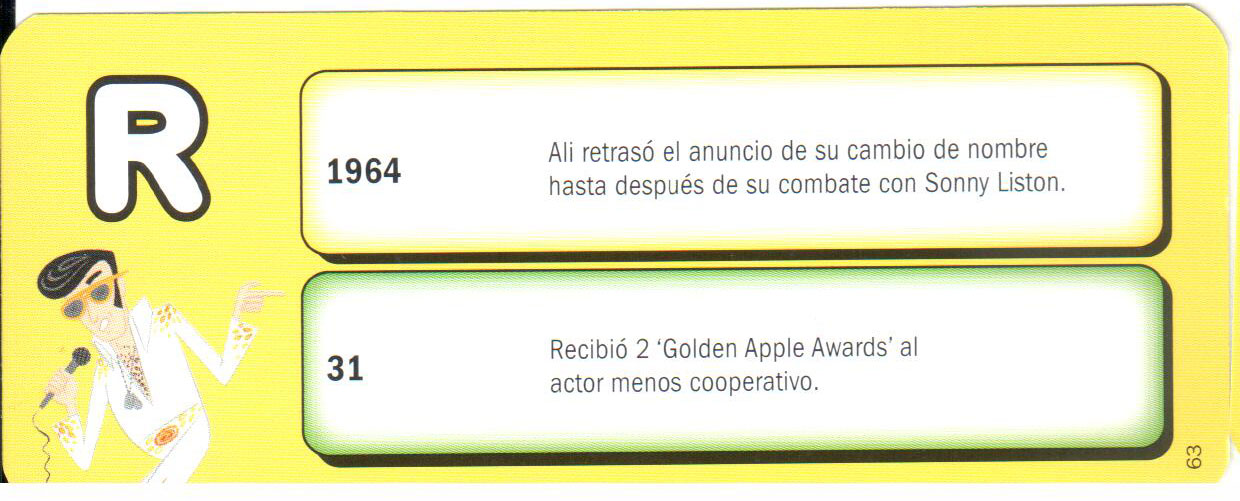 R
1964
Ali retrasó el anuncio de su cambio de nombre
hasta después de su combate con Sonny Liston.
31
Recibió 2 ‘Golden Apple Awards’ al
actor menos cooperativo.
63